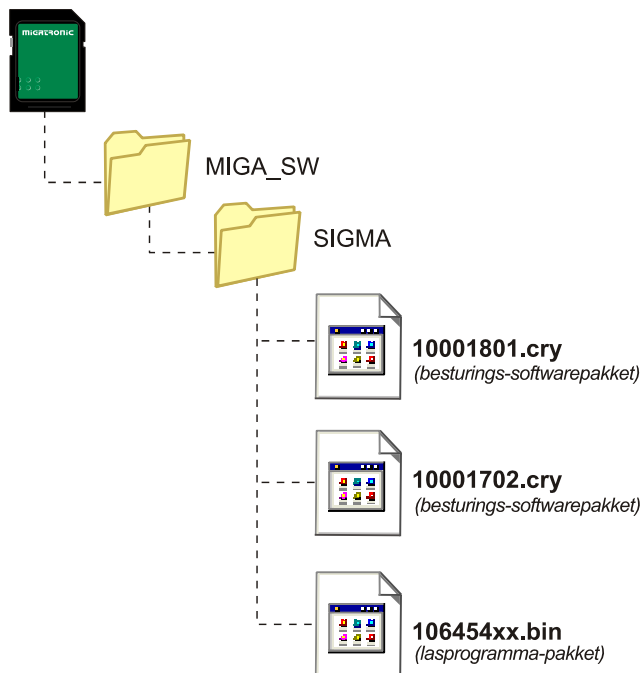 MIGATRONIC
MIGA_SW
SIGMA
10001801.cry
(besturings-softwarepakket)
10001702.cry
(besturings-softwarepakket)
106454xx.bin
(lasprogramma-pakket)